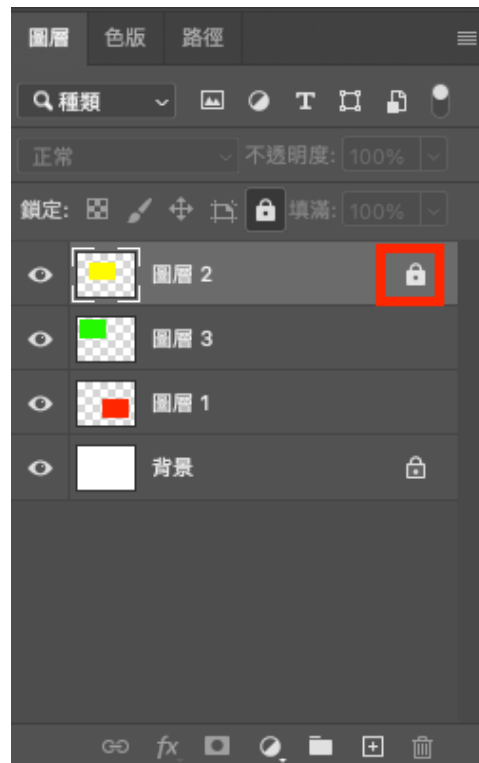 圖層 色版 路徑
種類
正常 不透明度: 100%
鎖定: 填滿: 100%
圖層 2
圖層 3
圖層 1
背景
fx